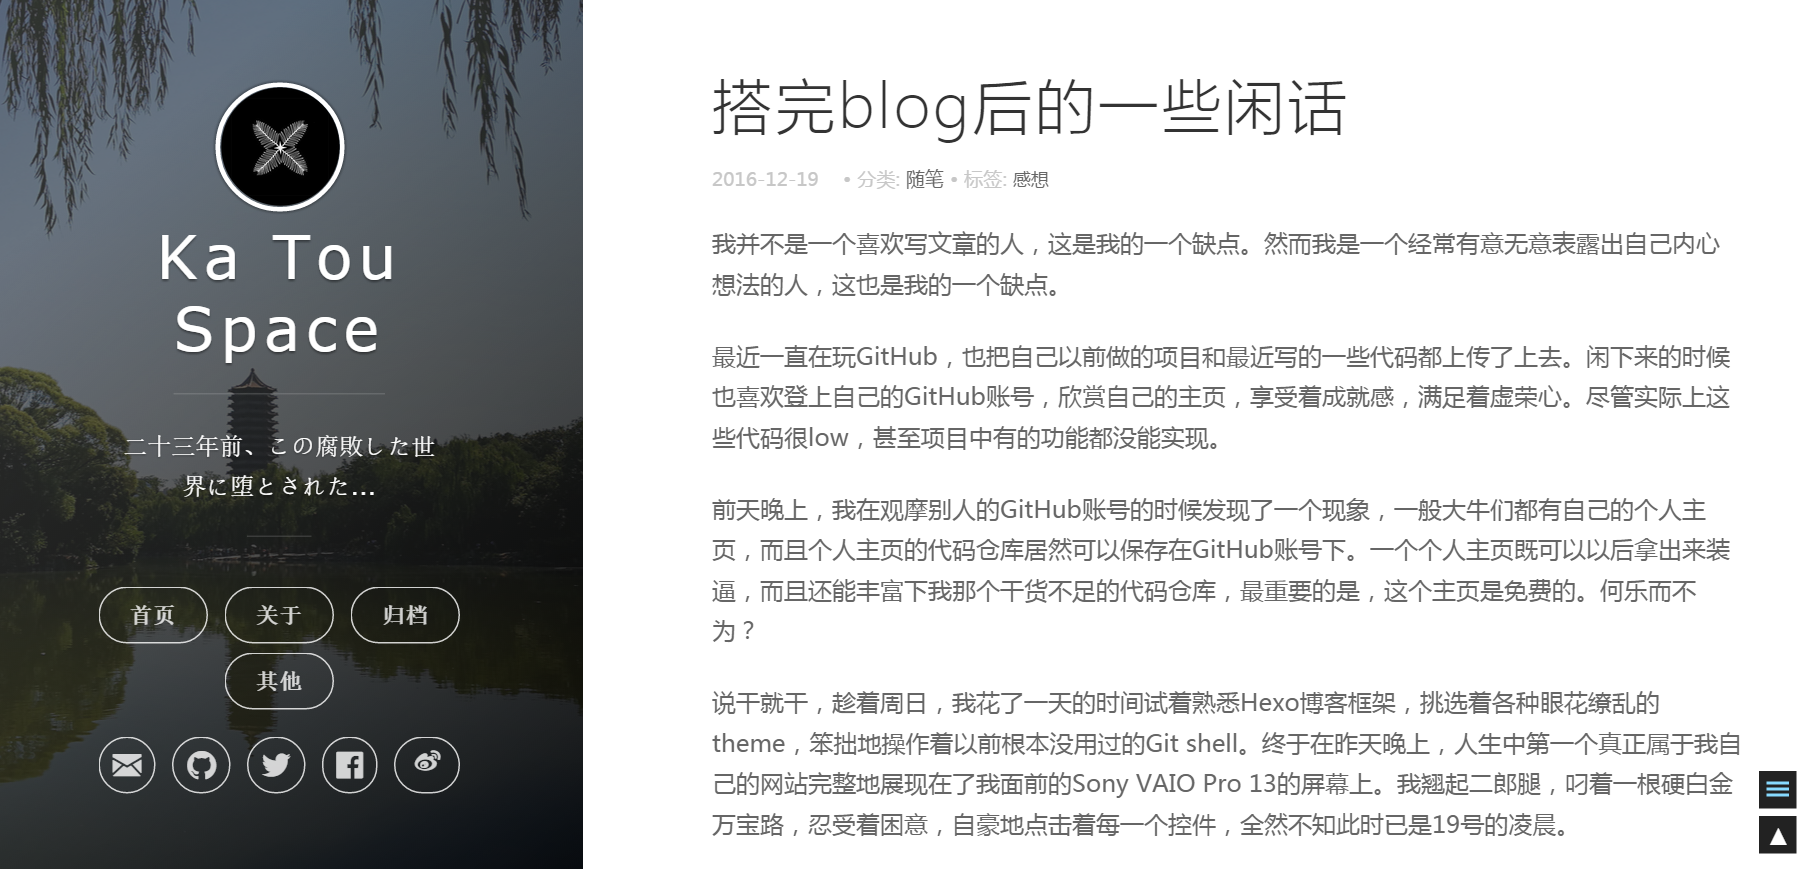 Ka Tou
Space
二十三年前、この腐敗した世
界に堕とされた...
首页
关于
归档
其他
搭完blog后的一些闲话
2016-12-19 • 分类: 随笔 • 标签: 感想
我并不是一个喜欢写文章的人，这是我的一个缺点。然而我是一个经常有意无意表露出自己内心
想法的人，这也是我的一个缺点。
最近一直在玩GitHub，也把自己以前做的项目和最近写的一些代码都上传了上去。闲下来的时候
也喜欢登上自己的GitHub账号，欣赏自己的主页，享受着成就感，满足着虚荣心。尽管实际上这
些代码很low，甚至项目中有的功能都没能实现。
前天晚上，我在观摩别人的GitHub账号的时候发现了一个现象，一般大牛们都有自己的个人主
页，而且个人主页的代码仓库居然可以保存在GitHub账号下。一个个人主页既可以以后拿出来装
逼，而且还能丰富下我那个干货不足的代码仓库，最重要的是，这个主页是免费的。何乐而不
为？
说干就干，趁着周日，我花了一天的时间试着熟悉Hexo博客框架，挑选着各种眼花缭乱的
theme，笨拙地操作着以前根本没用过的Git shell。终于在昨天晚上，人生中第一个真正属于我自
己的网站完整地展现在了我面前的Sony VAIO Pro 13的屏幕上。我翘起二郎腿，叼着一根硬白金
万宝路，忍受着困意，自豪地点击着每一个控件，全然不知此时已是19号的凌晨。